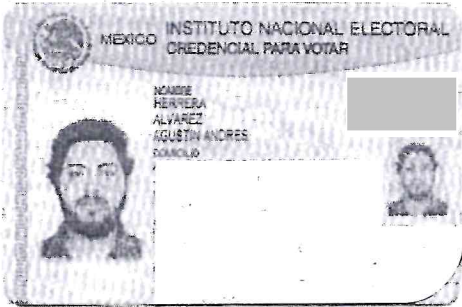 MEXICO
INSTITUTO NACIONAL ELECTORAL
CREDENCIAL PARA VOTAR
NOMBRE
HERRERA
ALVAREZ
AGUSTIN ANDRES
DOMICILIO